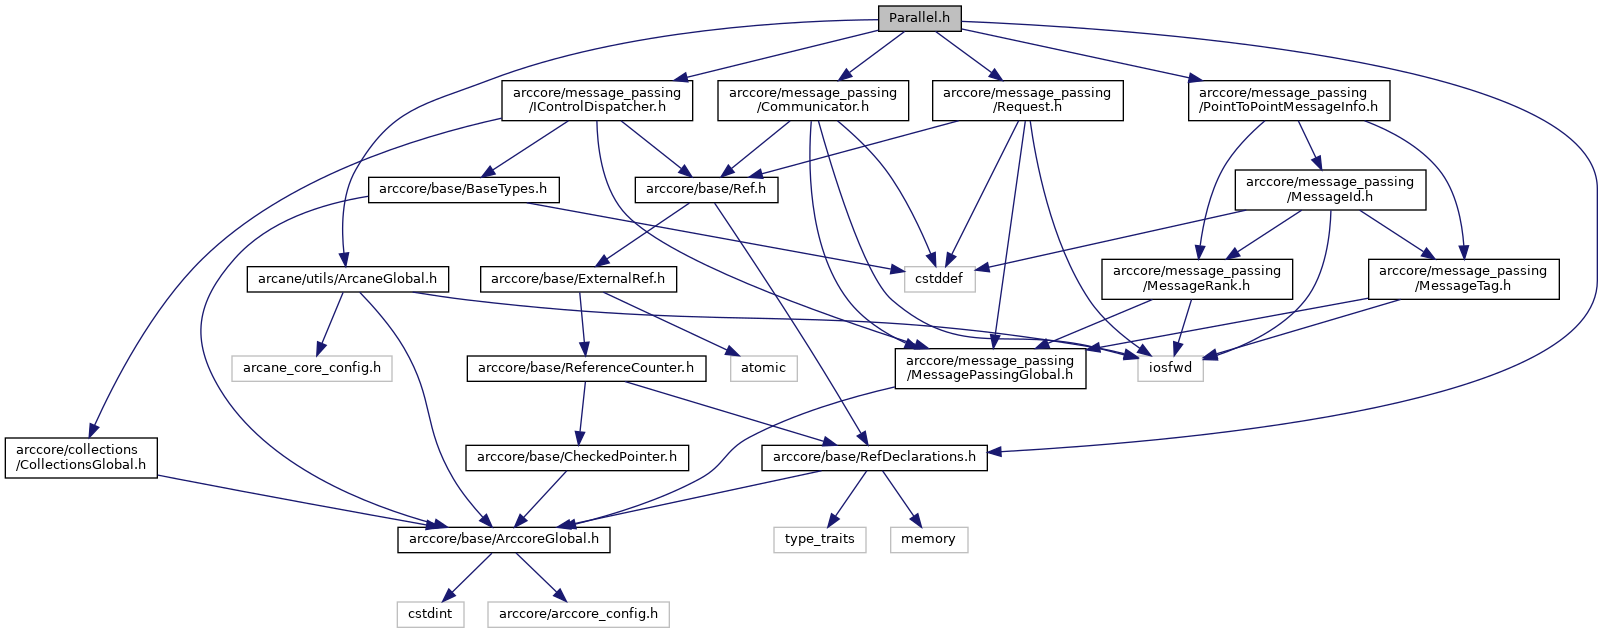 Parallel.h
arccore/message_passing
/IControlDispatcher.h
arccore/message_passing
/Communicator.h
arccore/message_passing
/Request.h
arccore/message_passing
/PointToPointMessageInfo.h
arccore/base/BaseTypes.h
arccore/base/Ref.h
arccore/message_passing
/MessageId.h
arcane/utils/ArcaneGlobal.h
arccore/base/ExternalRef.h
cstddef
arccore/message_passing
/MessageRank.h
arccore/message_passing
/MessageTag.h
arcane_core_config.h
arccore/base/ReferenceCounter.h
atomic
arccore/message_passing
/MessagePassingGlobal.h
iosfwd
arccore/collections
/CollectionsGlobal.h
arccore/base/CheckedPointer.h
arccore/base/RefDeclarations.h
arccore/base/ArccoreGlobal.h
type_traits
memory
cstdint
arccore/arccore_config.h